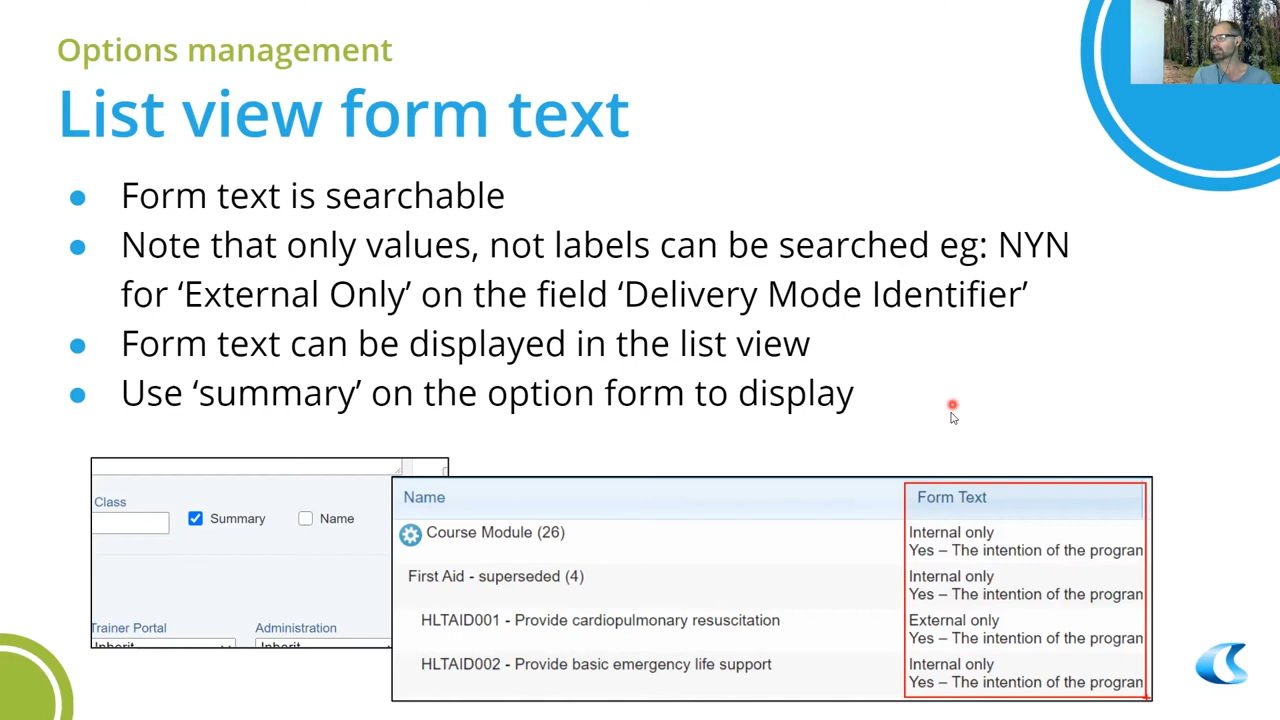 Options management
List view form text
● Form text is searchable
● Note that only values, not labels can be searched eg: NYN
for ‘External Only’ on the field ‘Delivery Mode Identifier’
● Form text can be displayed in the list view
● Use ‘summary’ on the option form to display
Class
Summary
Name
Trainer Portal
Administration
Inherit
Inherit
Name
Form Text
Course Module (26)
Internal only
Yes – The intention of the progran
First Aid - superseded (4)
Internal only
Yes – The intention of the progran
HLTAID001 - Provide cardiopulmonary resuscitation
External only
Yes – The intention of the progran
HLTAID002 - Provide basic emergency life support
Internal only
Yes – The intention of the progran